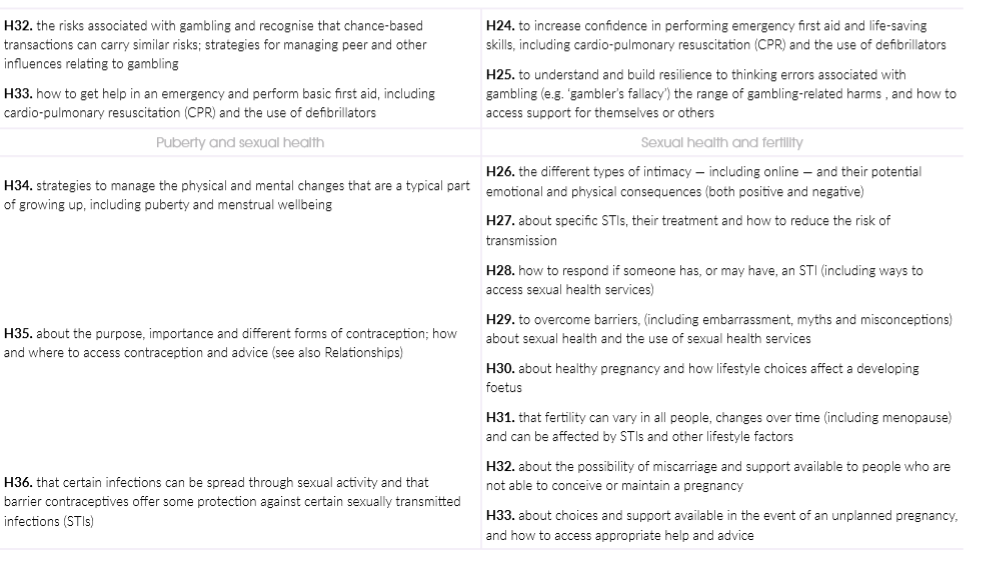 H32. the risks associated with gambling and recognise that chance-based
transactions can carry similar risks; strategies for managing peer and other
influences relating to gambling
H33. how to get help in an emergency and perform basic first aid, including
cardio-pulmonary resuscitation (CPR) and the use of defibrillators
H24. to increase confidence in performing emergency first aid and life-saving
skills, including cardio-pulmonary resuscitation (CPR) and the use of defibrillators
H25. to understand and build resilience to thinking errors associated with
gambling (e.g. ‘gambler’s fallacy’) the range of gambling-related harms , and how to
access support for themselves or others
Puberty and sexual health
Sexual health and fertility
H34. strategies to manage the physical and mental changes that are a typical part
of growing up, including puberty and menstrual wellbeing
H35. about the purpose, importance and different forms of contraception; how
and where to access contraception and advice (see also Relationships)
H36. that certain infections can be spread through sexual activity and that
barrier contraceptives offer some protection against certain sexually transmitted
infections (STIs)
H26. the different types of intimacy — including online — and their potential
emotional and physical consequences (both positive and negative)
H27. about specific STIs, their treatment and how to reduce the risk of
transmission
H28. how to respond if someone has, or may have, an STI (including ways to
access sexual health services)
H29. to overcome barriers, (including embarrassment, myths and misconceptions)
about sexual health and the use of sexual health services
H30. about healthy pregnancy and how lifestyle choices affect a developing
foetus
H31. that fertility can vary in all people, changes over time (including menopause)
and can be affected by STIs and other lifestyle factors
H32. about the possibility of miscarriage and support available to people who are
not able to conceive or maintain a pregnancy
H33. about choices and support available in the event of an unplanned pregnancy,
and how to access appropriate help and advice